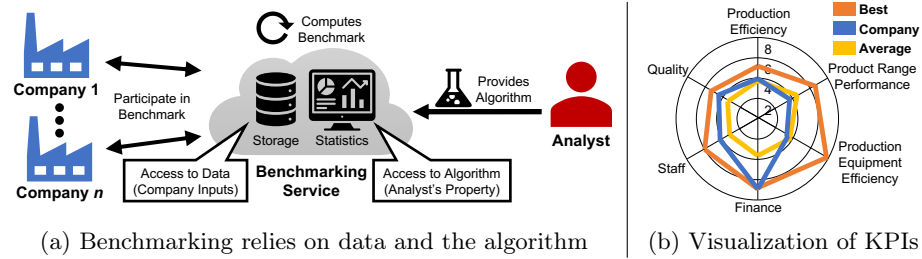 Computes
Benchmark
Company 1
Participate in
Benchmark
Company n
Storage
Statistics
Provides
Algorithm
Analyst
Access to Data
(Company Inputs)
Benchmarking
Service
Access to Algorithm
(Analyst's Property)
(a) Benchmarking relies on data and the algorithm
Best
Company
Average
Production
Efficiency
8
6
4
2
Quality
Product Range
Performance
Staff
Production
Equipment
Efficiency
Finance
(b) Visualization of KPIs